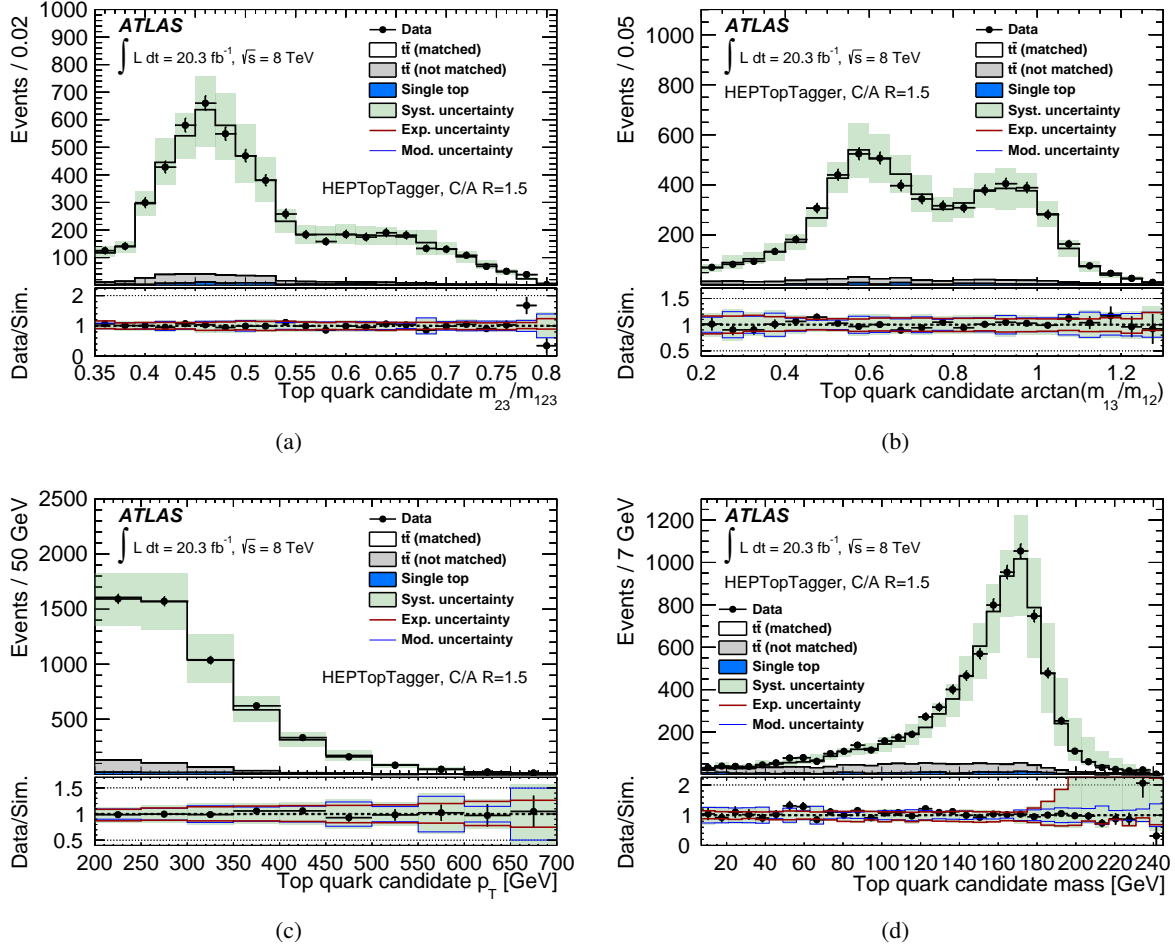 ATLAS
∫ L dt = 20.3 fb⁻¹, √s = 8 TeV
HEPTopTagger, C/A R=1.5
Data
tt̄ (matched)
tt̄ (not matched)
Single top
Syst. uncertainty
Exp. uncertainty
Mod. uncertainty
Events / 0.02
1000
900
800
700
600
500
400
300
200
100
Data/Sim.
2
1
0
0.35 0.4 0.45 0.5 0.55 0.6 0.65 0.7 0.75 0.8
Top quark candidate m₂₃/m₁₂₃
(a)
ATLAS
∫ L dt = 20.3 fb⁻¹, √s = 8 TeV
HEPTopTagger, C/A R=1.5
Data
tt̄ (matched)
tt̄ (not matched)
Single top
Syst. uncertainty
Exp. uncertainty
Mod. uncertainty
Events / 0.05
1000
800
600
400
200
Data/Sim.
1.5
1
0.5
0.2 0.4 0.6 0.8 1 1.2
Top quark candidate arctan(m₁₃/m₁₂)
(b)
ATLAS
∫ L dt = 20.3 fb⁻¹, √s = 8 TeV
HEPTopTagger, C/A R=1.5
Data
tt̄ (matched)
tt̄ (not matched)
Single top
Syst. uncertainty
Exp. uncertainty
Mod. uncertainty
Events / 50 GeV
2500
2000
1500
1000
500
Data/Sim.
1.5
1
0.5
200 250 300 350 400 450 500 550 600 650 700
Top quark candidate p_T [GeV]
(c)
ATLAS
∫ L dt = 20.3 fb⁻¹, √s = 8 TeV
HEPTopTagger, C/A R=1.5
Data
tt̄ (matched)
tt̄ (not matched)
Single top
Syst. uncertainty
Exp. uncertainty
Mod. uncertainty
Events / 7 GeV
1200
1000
800
600
400
200
Data/Sim.
2
1
0
20 40 60 80 100 120 140 160 180 200 220 240
Top quark candidate mass [GeV]
(d)